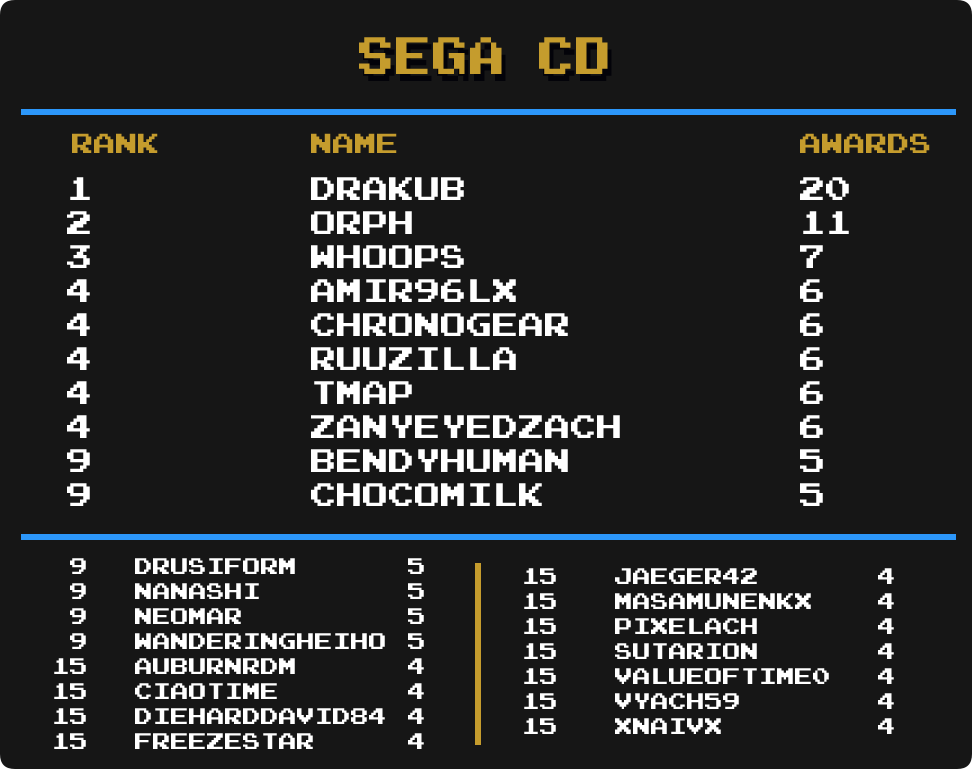 SEGA CD
RANK NAME AWARDS
1 DRAKUB 20
2 ORPH 11
3 WHOOPS 7
4 AMIR96LX 6
4 CHRONOGEAR 6
4 RUUZILLA 6
4 TMAP 6
4 ZANYEYEDZACH 6
9 BENDYHUMAN 5
9 CHOCOMILK 5
9 DRUSIFORM 5
9 NANASHI 5
9 NEOMAR 5
9 WANDERINGHEIHO 5
15 AUBURNRDM 4
15 CIAOTIME 4
15 DIEHARDDAVID84 4
15 FREEZESTAR 4
15 JAEGER42 4
15 MASAMUNENKX 4
15 PIXELACH 4
15 SUTARION 4
15 VALUEOFTIME0 4
15 VYACH59 4
15 XNAIVX 4